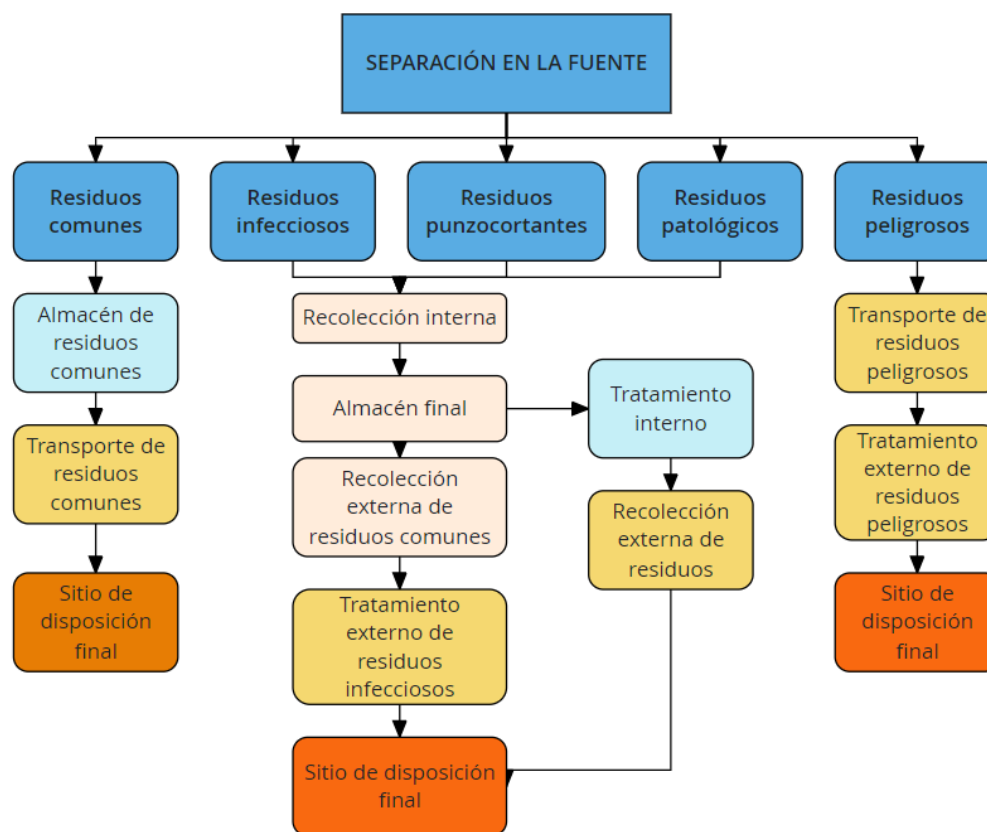 SEPARACIÓN EN LA FUENTE
Residuos
comunes
Residuos
infecciosos
Residuos
punzocortantes
Residuos
patológicos
Residuos
peligrosos
Almacén de
residuos
comunes
Recolección interna
Transporte de
residuos
peligrosos
Almacén final
Tratamiento
interno
Transporte de
residuos
comunes
Recolección
externa de
residuos comunes
Recolección
externa de
residuos
Tratamiento
externo de
residuos
peligrosos
Sitio de
disposición
final
Tratamiento
externo de
residuos
infecciosos
Sitio de
disposición
final
Sitio de disposición
final